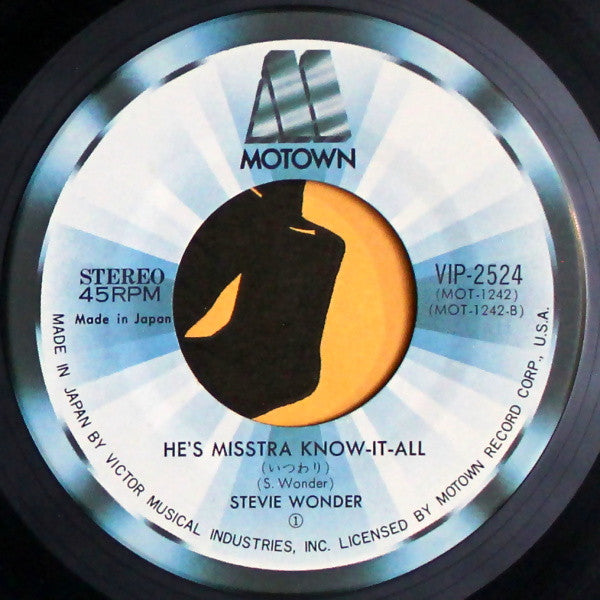 MOTOWN
STEREO
45RPM
Made in Japan
VIP-2524
(MOT-1242)
(MOT-1242-B)
HE'S MISSTRA KNOW-IT-ALL
(いつわり)
(S. Wonder)
STEVIE WONDER
①
MADE IN JAPAN BY VICTOR MUSICAL INDUSTRIES, INC. LICENSED BY MOTOWN RECORD CORP., U.S.A.